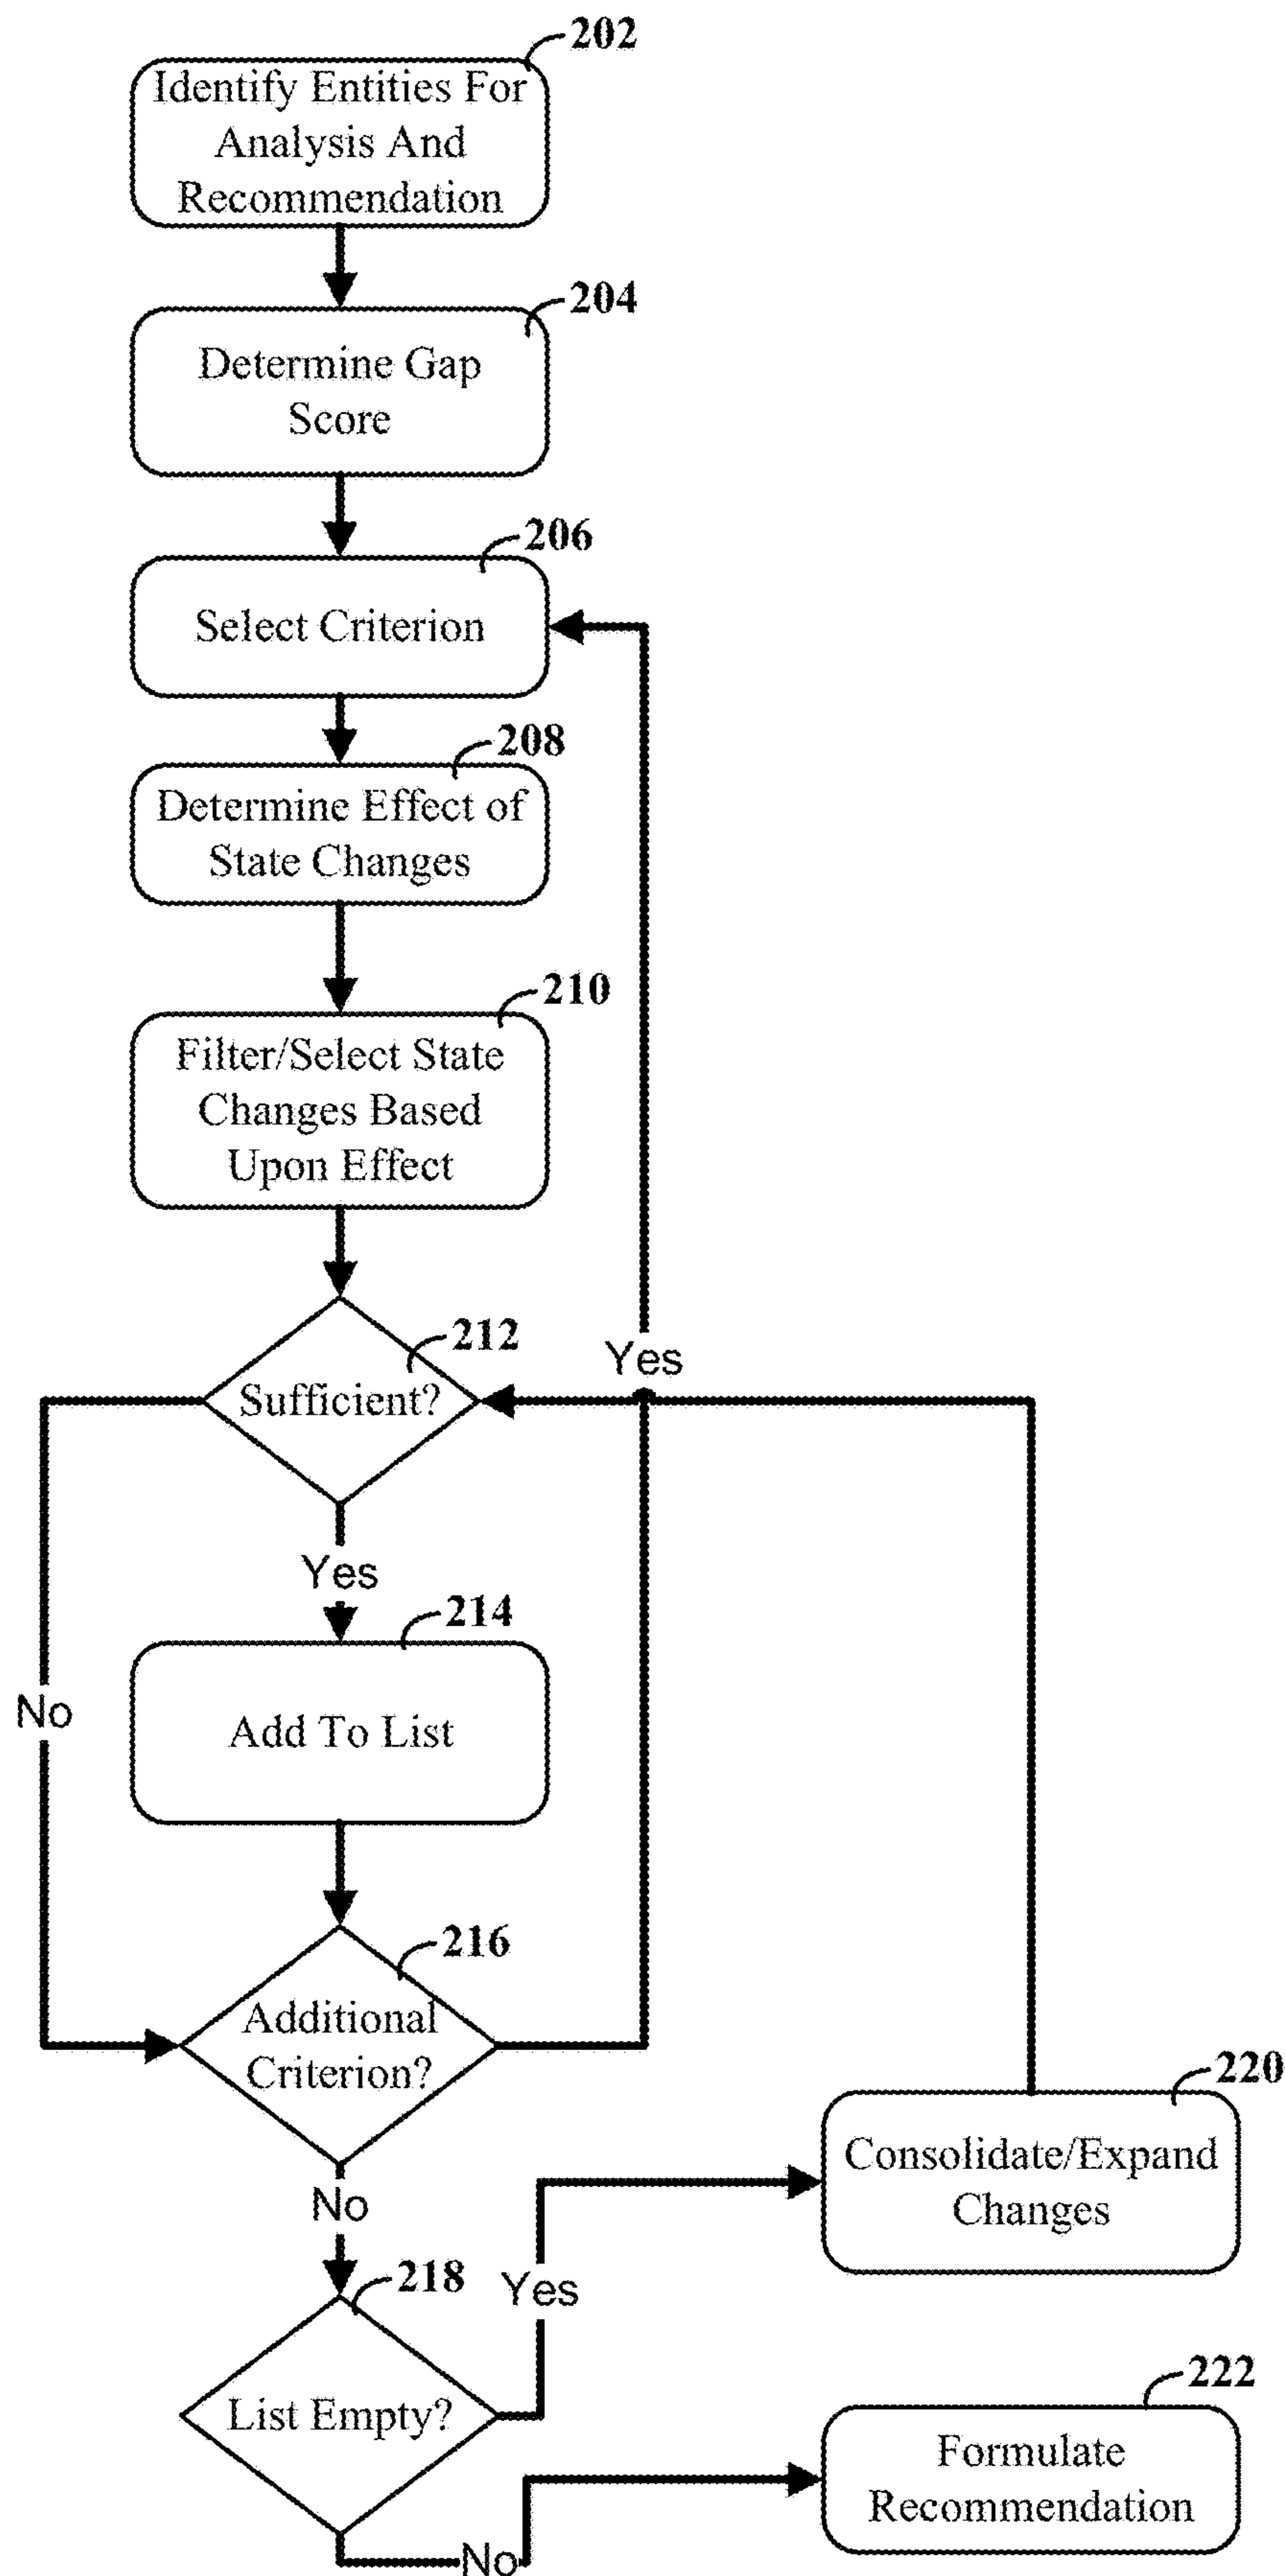 202
Identify Entities For
Analysis And
Recommendation
204
Determine Gap
Score
206
Select Criterion
208
Determine Effect of
State Changes
210
Filter/Select State
Changes Based
Upon Effect
212
Sufficient?
Yes
Yes
214
Add To List
No
216
Additional
Criterion?
No
220
Consolidate/Expand
Changes
218
List Empty?
Yes
222
Formulate
Recommendation
No